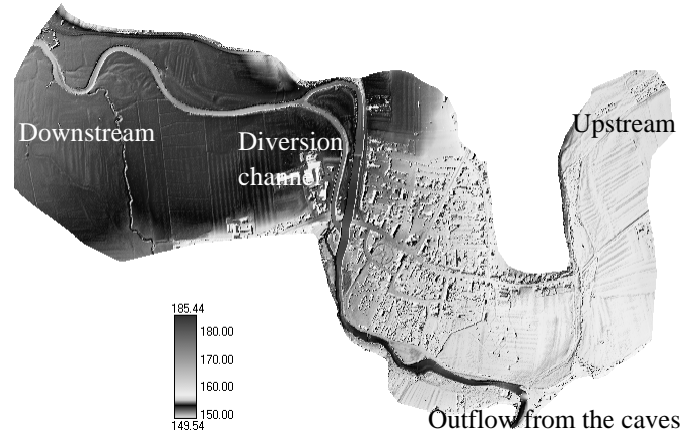 Upstream
Downstream
Diversion
channel
185.44
180.00
170.00
160.00
150.00
149.54
Outflow from the caves